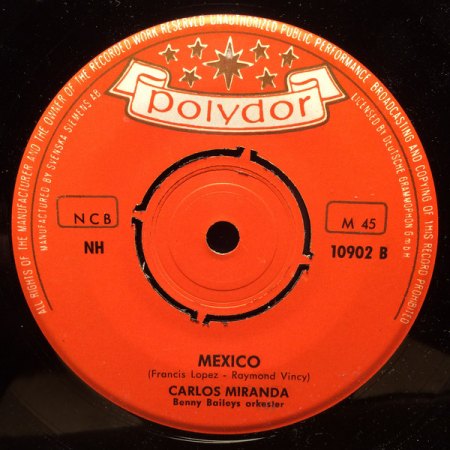 ALL RIGHTS OF THE MANUFACTURER AND THE OWNER OF THE RECORDED WORK RESERVED UNAUTHORIZED PUBLIC PERFORMANCE BROADCASTING AND COPYING OF THIS RECORD PROHIBITED
MANUFACTURED BY SVENSKA SIEMENS AB
LICENSED BY DEUTSCHE GRAMMOPHON GmbH
polydor
NCB
NH
M 45
10902 B
MEXICO
(Francis Lopez - Raymond Vincy)
CARLOS MIRANDA
Benny Baileys orkester